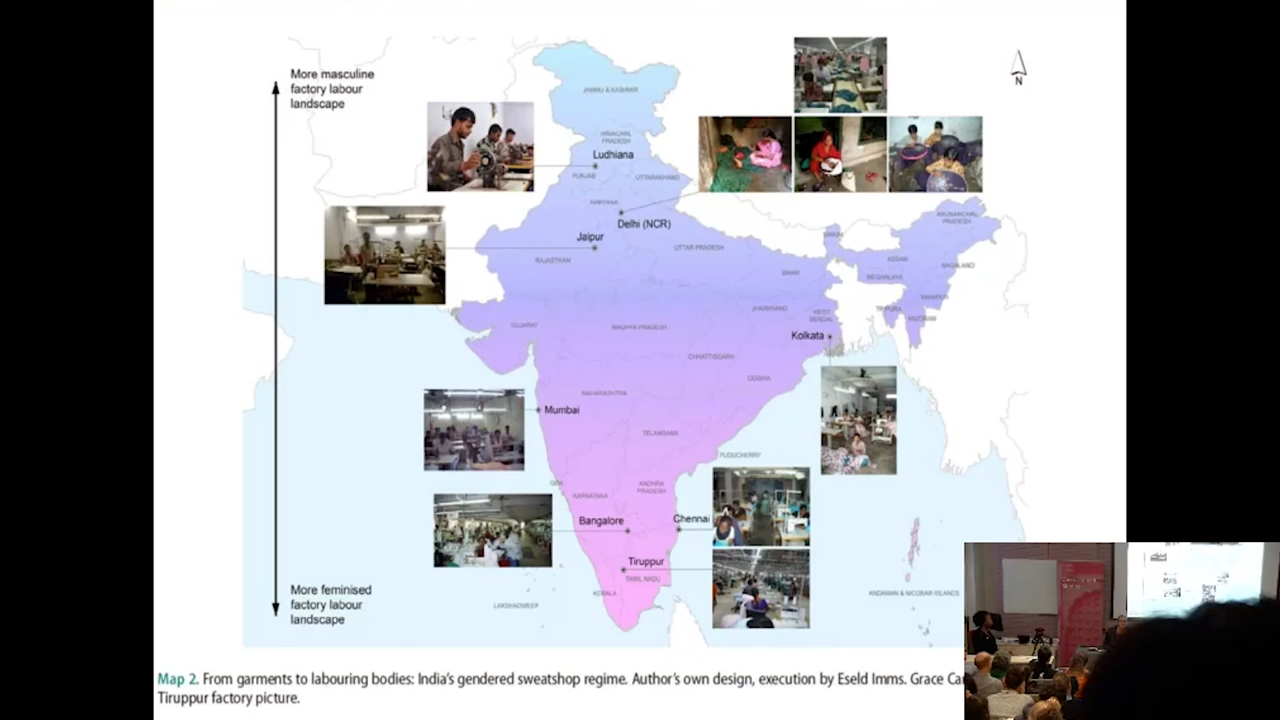 More masculine
factory labour
landscape
N
JAMMU & KASHMIR
HIMACHAL
PRADESH
Ludhiana
PUNJAB
UTTARAKHAND
HARYANA
Delhi (NCR)
ARUNACHAL
PRADESH
Jaipur
UTTAR PRADESH
RAJASTHAN
ASSAM
NAGALAND
BIHAR
MEGHALAYA
MANIPUR
TRIPURA
MIZORAM
JHARKHAND
WEST
BENGAL
GUJARAT
MADHYA PRADESH
Kolkata
CHHATTISGARH
ODISHA
MAHARASHTRA
Mumbai
TELANGANA
PUDUCHERRY
GOA
KARNATAKA
ANDHRA
PRADESH
Bangalore
Chennai
Tiruppur
TAMIL NADU
KERALA
LAKSHADWEEP
ANDAMAN & NICOBAR ISLANDS
More feminised
factory labour
landscape
Map 2. From garments to labouring bodies: India's gendered sweatshop regime. Author's own design, execution by Eseld Imms. Grace
Tiruppur factory picture.